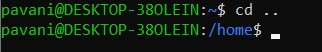 pavani@DESKTOP-38OLEIN:~$ cd ..
pavani@DESKTOP-38OLEIN:/home$